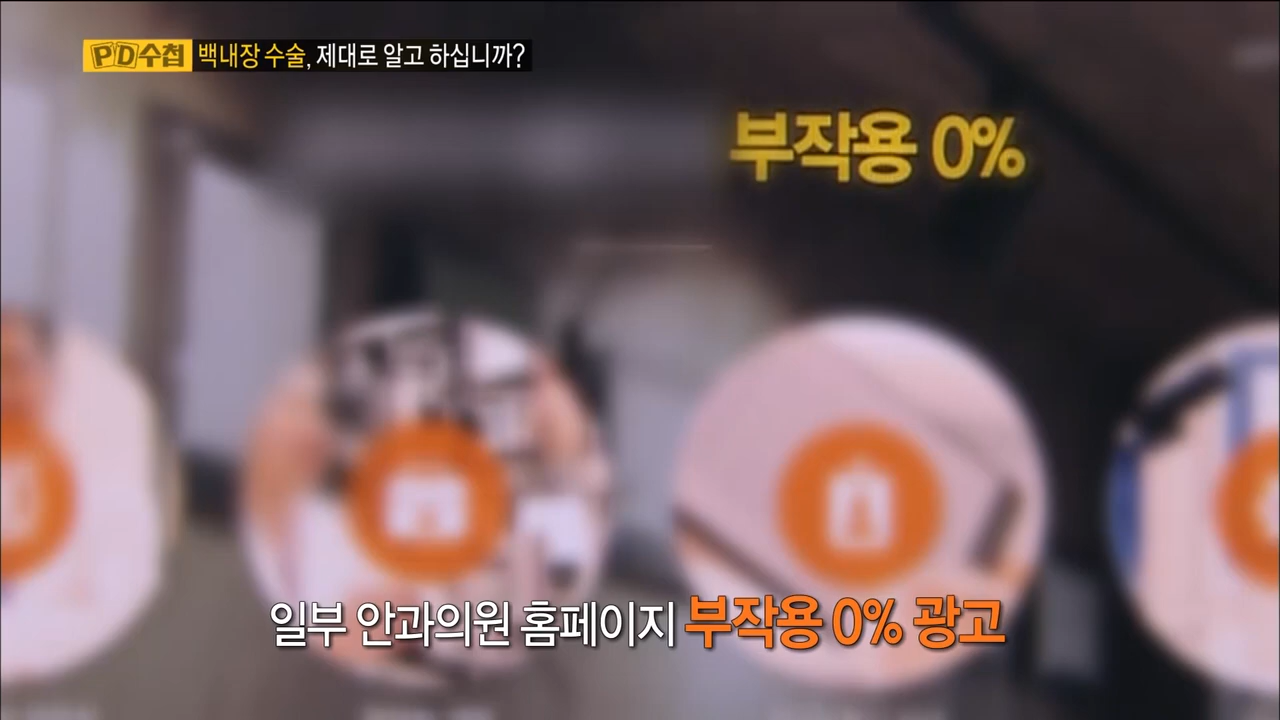 PD수첩 백내장 수술, 제대로 알고 하십니까?
부작용 0%
일부 안과의원 홈페이지 부작용 0% 광고